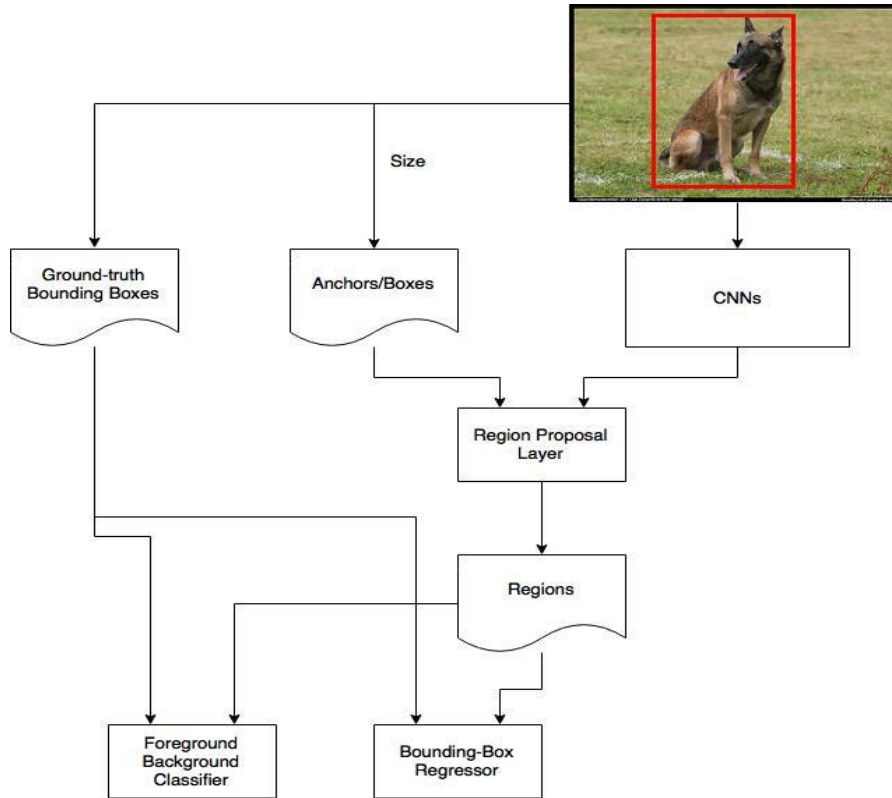 Size
Ground-truth
Bounding Boxes
Anchors/Boxes
CNNs
Region Proposal
Layer
Regions
Foreground
Background
Classifier
Bounding-Box
Regressor